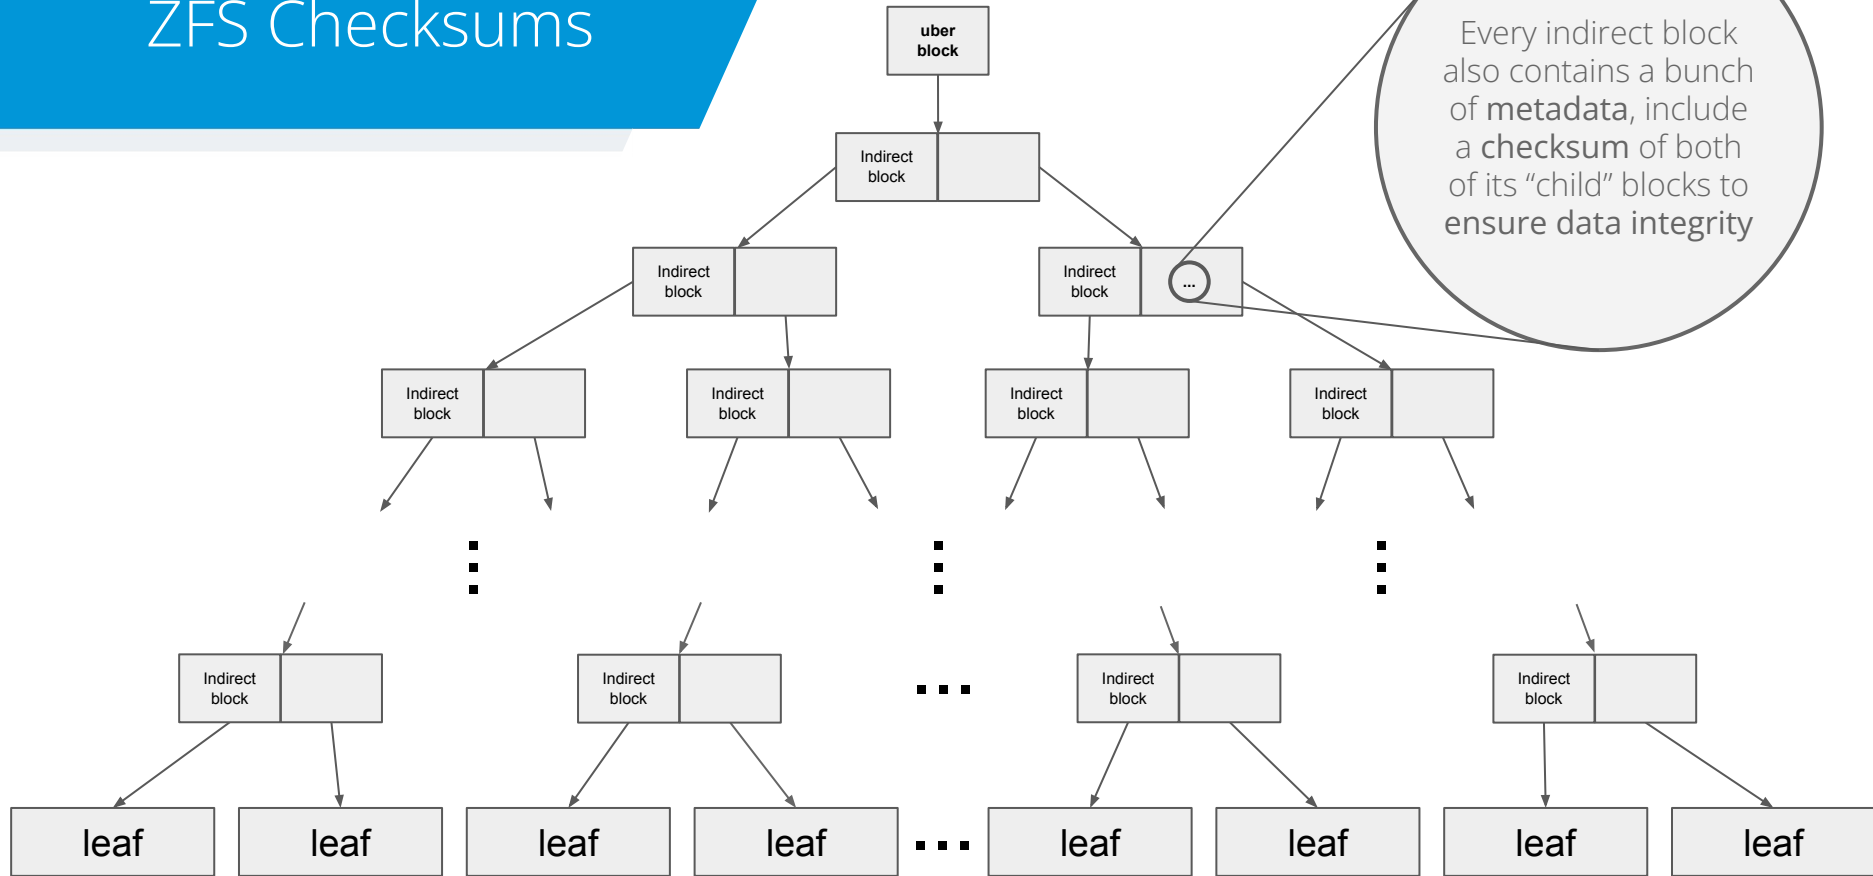 ZFS Checksums
uber
block
Every indirect block
also contains a bunch
of metadata, include
a checksum of both
of its “child” blocks to
ensure data integrity
Indirect
block
Indirect
block
Indirect
block
...
Indirect
block
Indirect
block
Indirect
block
Indirect
block
Indirect
block
Indirect
block
Indirect
block
Indirect
block
leaf
leaf
leaf
leaf
leaf
leaf
leaf
leaf